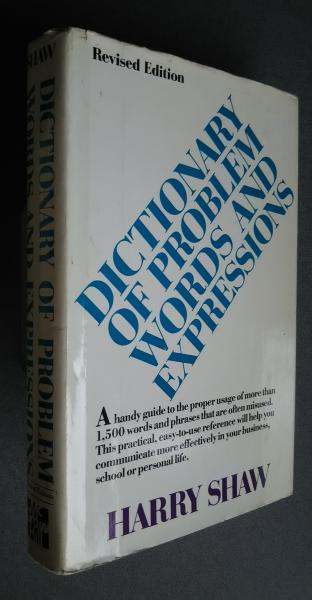 Revised Edition
DICTIONARY
OF PROBLEM
WORDS AND
EXPRESSIONS
A handy guide to the proper usage of more than
1,500 words and phrases that are often misused.
This practical, easy-to-use reference will help you
communicate more effectively in your business,
school or personal life.
HARRY SHAW
SHAW
DICTIONARY OF PROBLEM
WORDS AND EXPRESSIONS